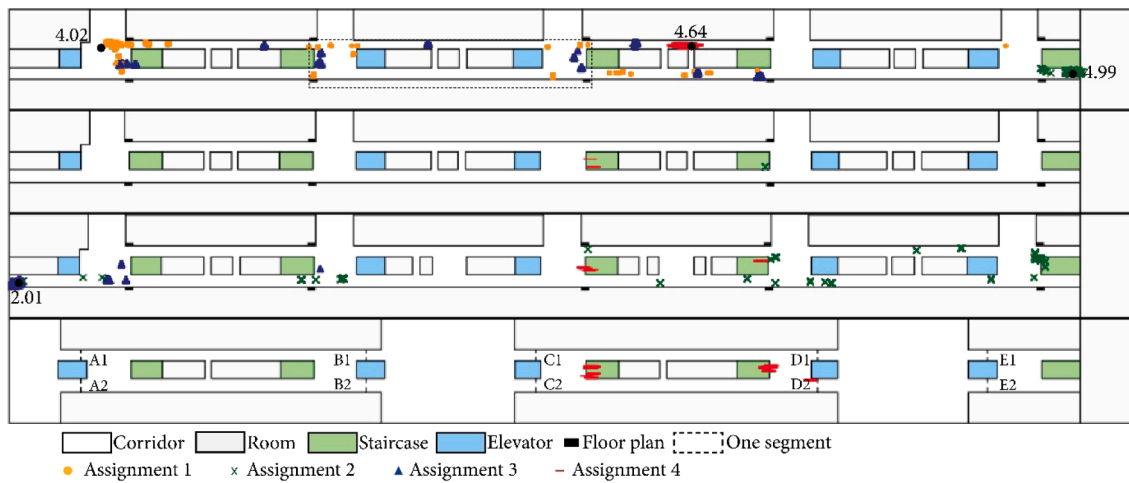 4.02
4.64
4.99
2.01
A1 B1 C1 D1 E1
A2 B2 C2 D2 E2
Corridor Room Staircase Elevator Floor plan One segment
Assignment 1 Assignment 2 Assignment 3 Assignment 4